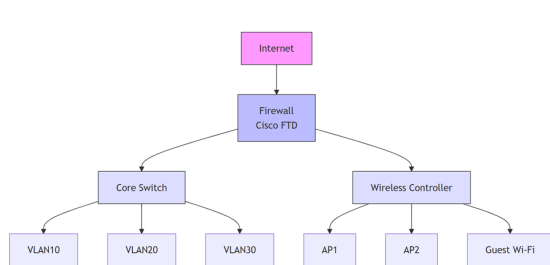 Internet
Firewall
Cisco FTD
Core Switch
Wireless Controller
VLAN10
VLAN20
VLAN30
AP1
AP2
Guest Wi-Fi